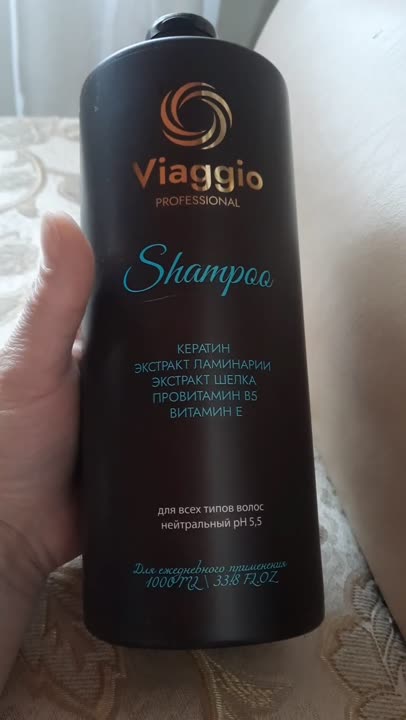 Viaggio
PROFESSIONAL
Shampoo
КЕРАТИН
ЭКСТРАКТ ЛАМИНАРИИ
ЭКСТРАКТ ШЕЛКА
ПРОВИТАМИН B5
ВИТАМИН Е
для всех типов волос
нейтральный pH 5,5
Для ежедневного применения
1000 ML \ 33.8 FL.OZ